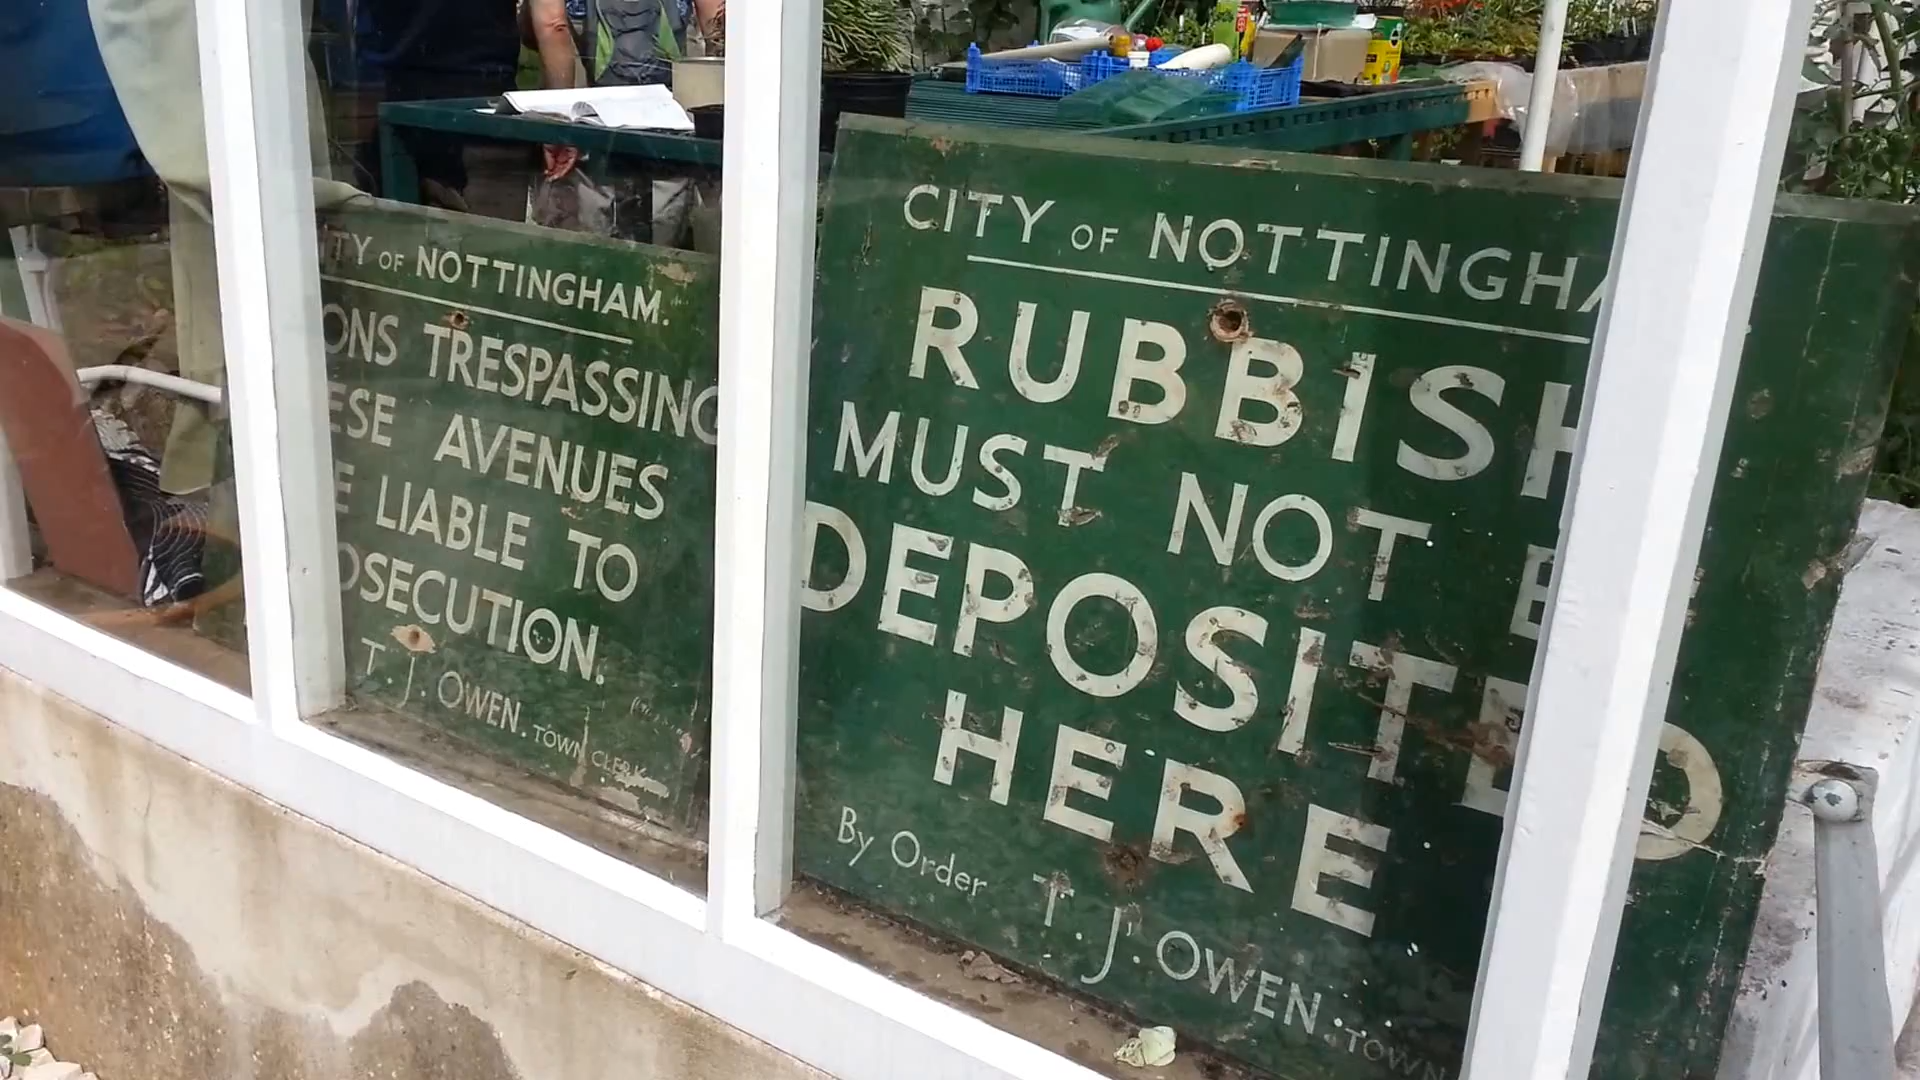 TY OF NOTTINGHAM.
ONS TRESPASSING
ESE AVENUES
E LIABLE TO
OSECUTION.
T. J. OWEN. TOWN CLERK
CITY OF NOTTINGHA
RUBBISH
MUST NOT BE
DEPOSITED
HERE
By Order T. J. OWEN. TOWN